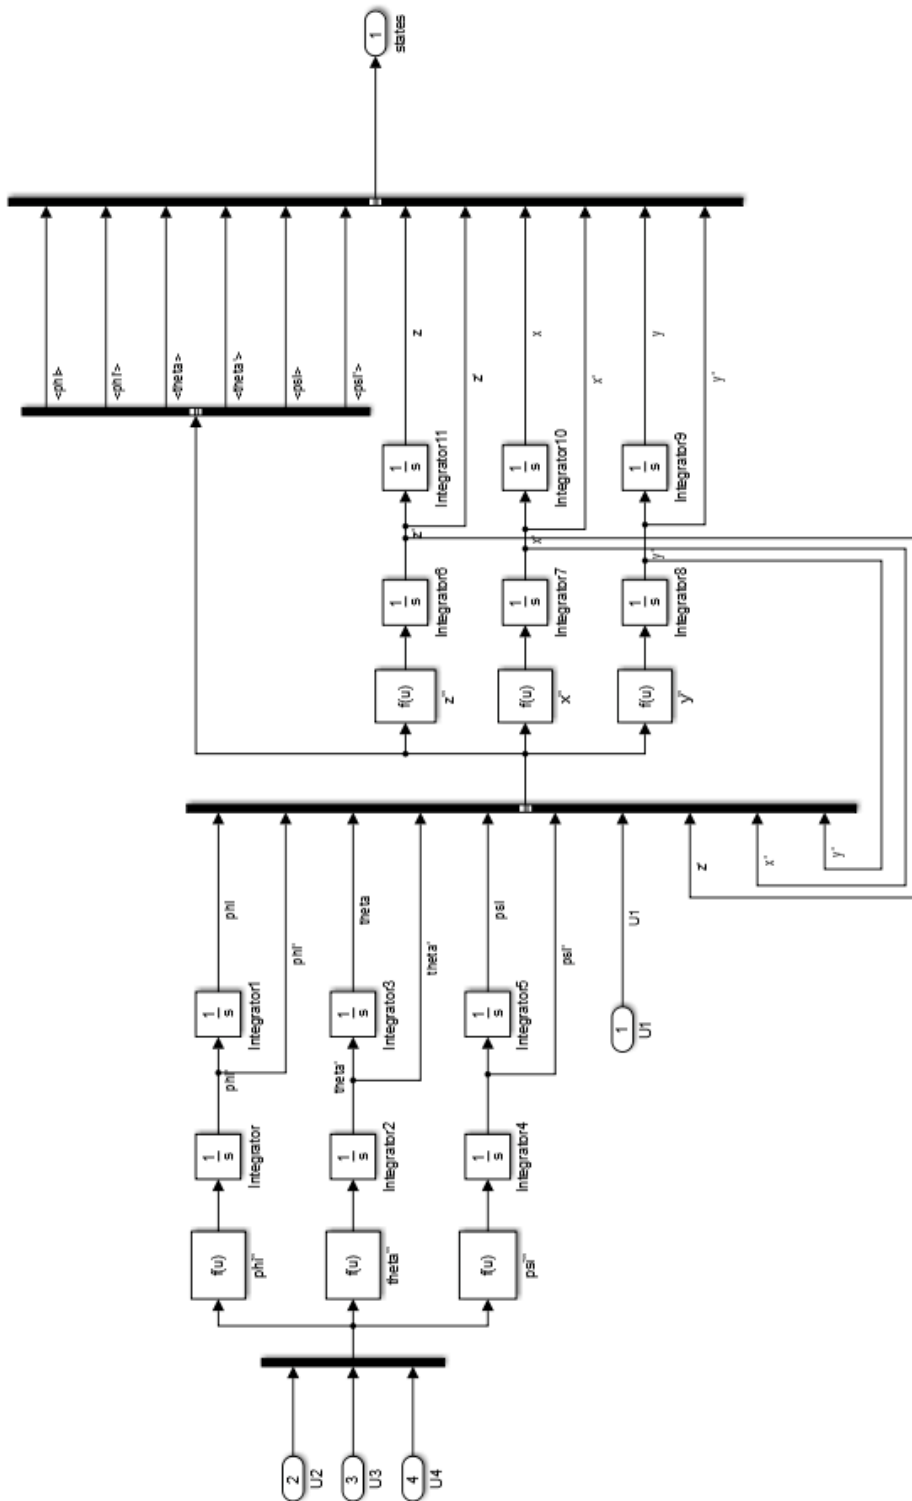 2
U2
3
U3
4
U4
f(u)
phi''
f(u)
theta''
f(u)
psi''
1
s
Integrator
1
s
Integrator2
1
s
Integrator4
phi'
theta'
1
s
Integrator1
1
s
Integrator3
1
s
Integrator5
1
U1
phi
phi'
theta
theta'
psi
psi'
U1
z'
x'
y'
f(u)
z''
f(u)
x''
f(u)
y''
1
s
Integrator6
1
s
Integrator7
1
s
Integrator8
z'
x'
y'
1
s
Integrator11
1
s
Integrator10
1
s
Integrator9
<phi>
<phi'>
<theta>
<theta'>
<psi>
<psi'>
z
z'
x
x'
y
y'
1
states